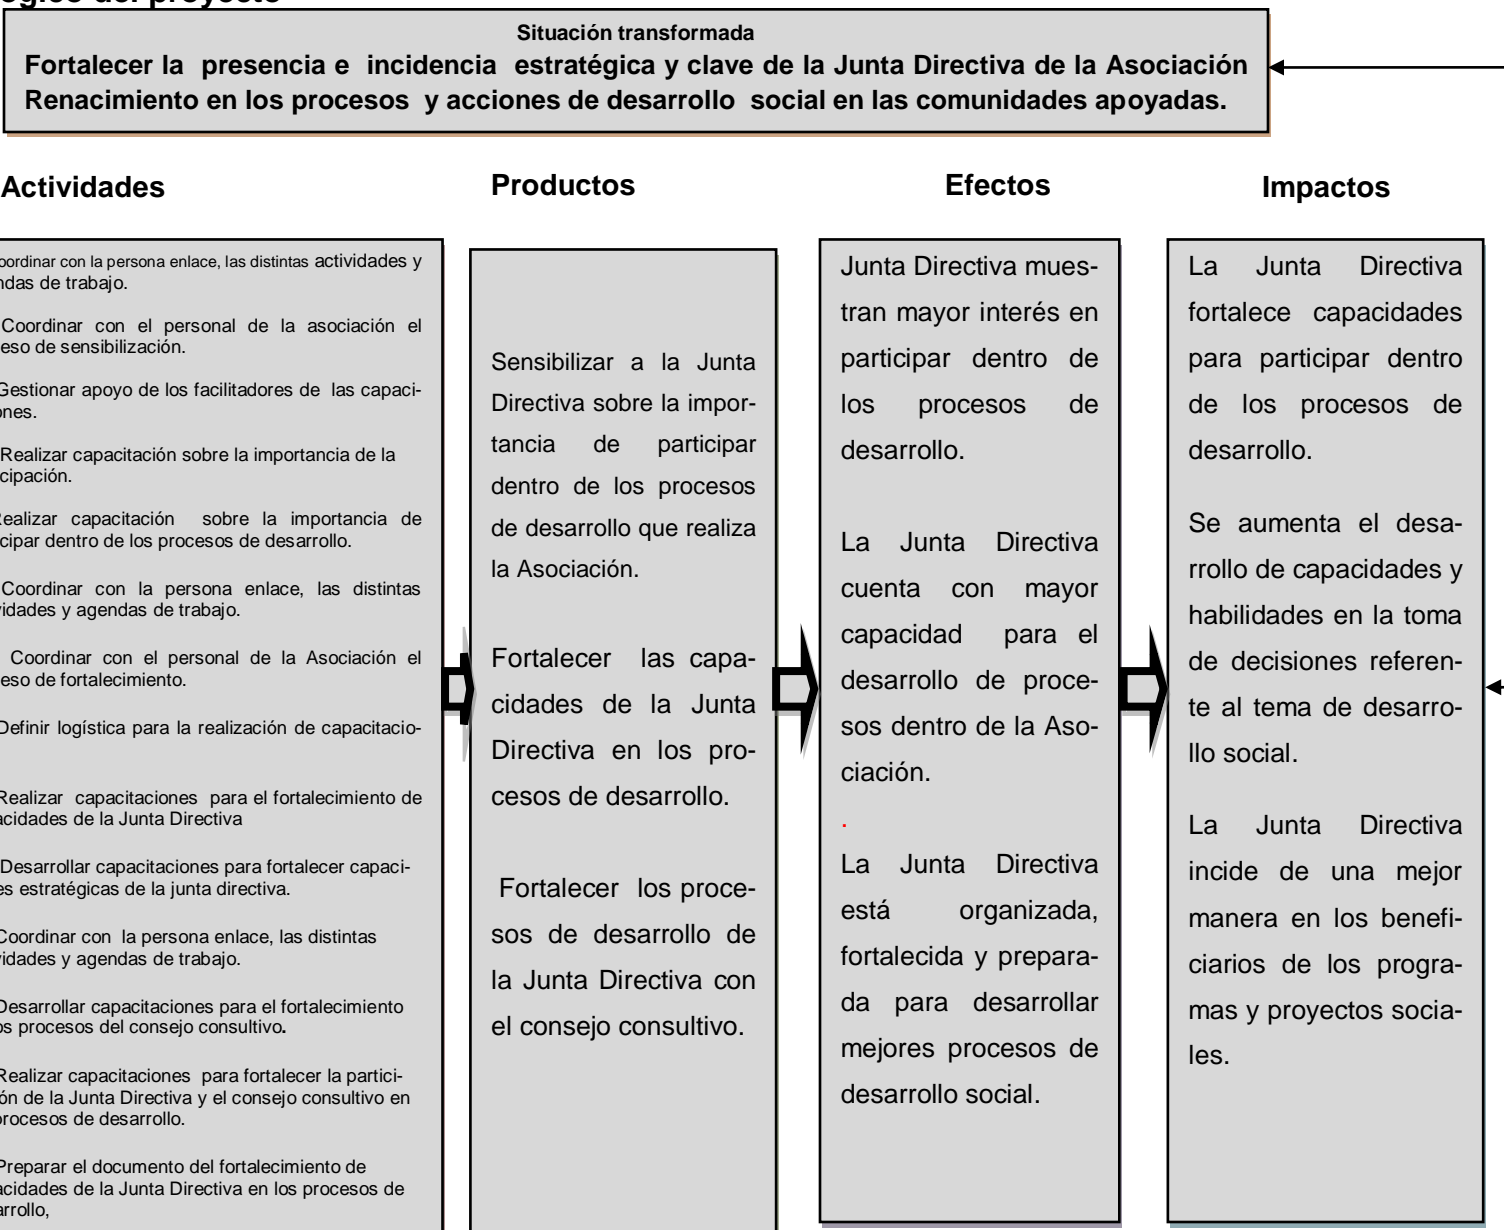 ógico del proyecto
Situación transformada
Fortalecer la presencia e incidencia estratégica y clave de la Junta Directiva de la Asociación
Renacimiento en los procesos y acciones de desarrollo social en las comunidades apoyadas.
Actividades
oordinar con la persona enlace, las distintas actividades y
ndas de trabajo.
Coordinar con el personal de la asociación el
eso de sensibilización.
Gestionar apoyo de los facilitadores de las capaci-
ones.
Realizar capacitación sobre la importancia de la
cipación.
Realizar capacitación sobre la importancia de
cipar dentro de los procesos de desarrollo.
Coordinar con la persona enlace, las distintas
vidades y agendas de trabajo.
Coordinar con el personal de la Asociación el
eso de fortalecimiento.
Definir logística para la realización de capacitacio-
Realizar capacitaciones para el fortalecimiento de
acidades de la Junta Directiva
Desarrollar capacitaciones para fortalecer capaci-
es estratégicas de la junta directiva.
Coordinar con la persona enlace, las distintas
vidades y agendas de trabajo.
Desarrollar capacitaciones para el fortalecimiento
os procesos del consejo consultivo.
Realizar capacitaciones para fortalecer la partici-
ón de la Junta Directiva y el consejo consultivo en
procesos de desarrollo.
Preparar el documento del fortalecimiento de
acidades de la Junta Directiva en los procesos de
arrollo,
Productos
Sensibilizar a la Junta
Directiva sobre la impor-
tancia de participar
dentro de los procesos
de desarrollo que realiza
la Asociación.
Fortalecer las capa-
cidades de la Junta
Directiva en los pro-
cesos de desarrollo.
Fortalecer los proce-
sos de desarrollo de
la Junta Directiva con
el consejo consultivo.
Efectos
Junta Directiva mues-
tran mayor interés en
participar dentro de
los procesos de
desarrollo.
La Junta Directiva
cuenta con mayor
capacidad para el
desarrollo de proce-
sos dentro de la Aso-
ciación.
.
La Junta Directiva
está organizada,
fortalecida y prepara-
da para desarrollar
mejores procesos de
desarrollo social.
Impactos
La Junta Directiva
fortalece capacidades
para participar dentro
de los procesos de
desarrollo.
Se aumenta el desa-
rrollo de capacidades y
habilidades en la toma
de decisiones referen-
te al tema de desarro-
llo social.
La Junta Directiva
incide de una mejor
manera en los benefi-
ciarios de los progra-
mas y proyectos socia-
les.